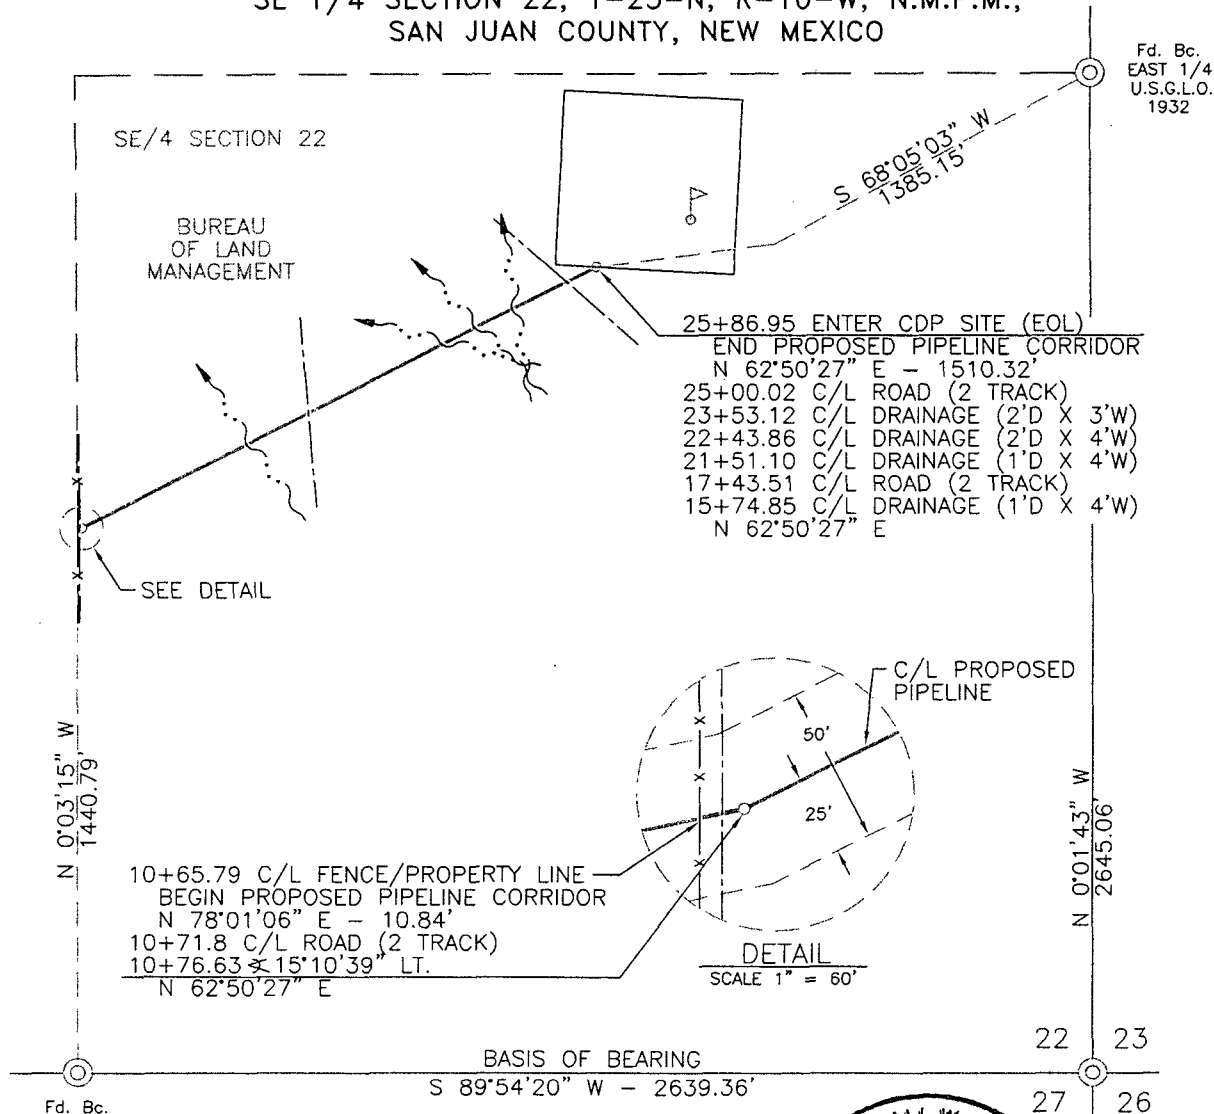 SE 1/4 SECTION 22, T-25-N, R-10-W, N.M.P.M.,
SAN JUAN COUNTY, NEW MEXICO
Fd. Bc.
EAST 1/4
U.S.G.L.O.
1932
SE/4 SECTION 22
S 68°05'03" W
1385.15'
BUREAU
OF LAND
MANAGEMENT
25+86.95 ENTER CDP SITE (EOL)
END PROPOSED PIPELINE CORRIDOR
N 62°50'27" E - 1510.32'
25+00.02 C/L ROAD (2 TRACK)
23+53.12 C/L DRAINAGE (2'D X 3'W)
22+43.86 C/L DRAINAGE (2'D X 4'W)
21+51.10 C/L DRAINAGE (1'D X 4'W)
17+43.51 C/L ROAD (2 TRACK)
15+74.85 C/L DRAINAGE (1'D X 4'W)
N 62°50'27" E
SEE DETAIL
C/L PROPOSED
PIPELINE
50'
25'
N 0°03'15" W
1440.79'
N 0°01'43" W
2645.06'
10+65.79 C/L FENCE/PROPERTY LINE
BEGIN PROPOSED PIPELINE CORRIDOR
N 78°01'06" E - 10.84'
10+71.8 C/L ROAD (2 TRACK)
10+76.63 ∢ 15°10'39" LT.
N 62°50'27" E
DETAIL
SCALE 1" = 60'
22 23
BASIS OF BEARING
S 89°54'20" W - 2639.36'
27 26
Fd. Bc.